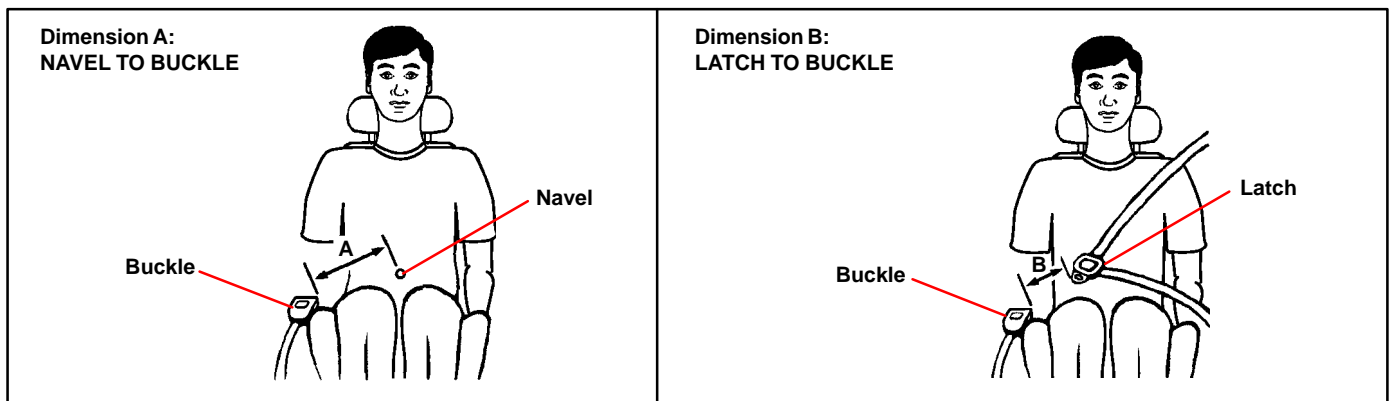 Dimension A:
NAVEL TO BUCKLE
Navel
A
Buckle
Dimension B:
LATCH TO BUCKLE
Latch
B
Buckle